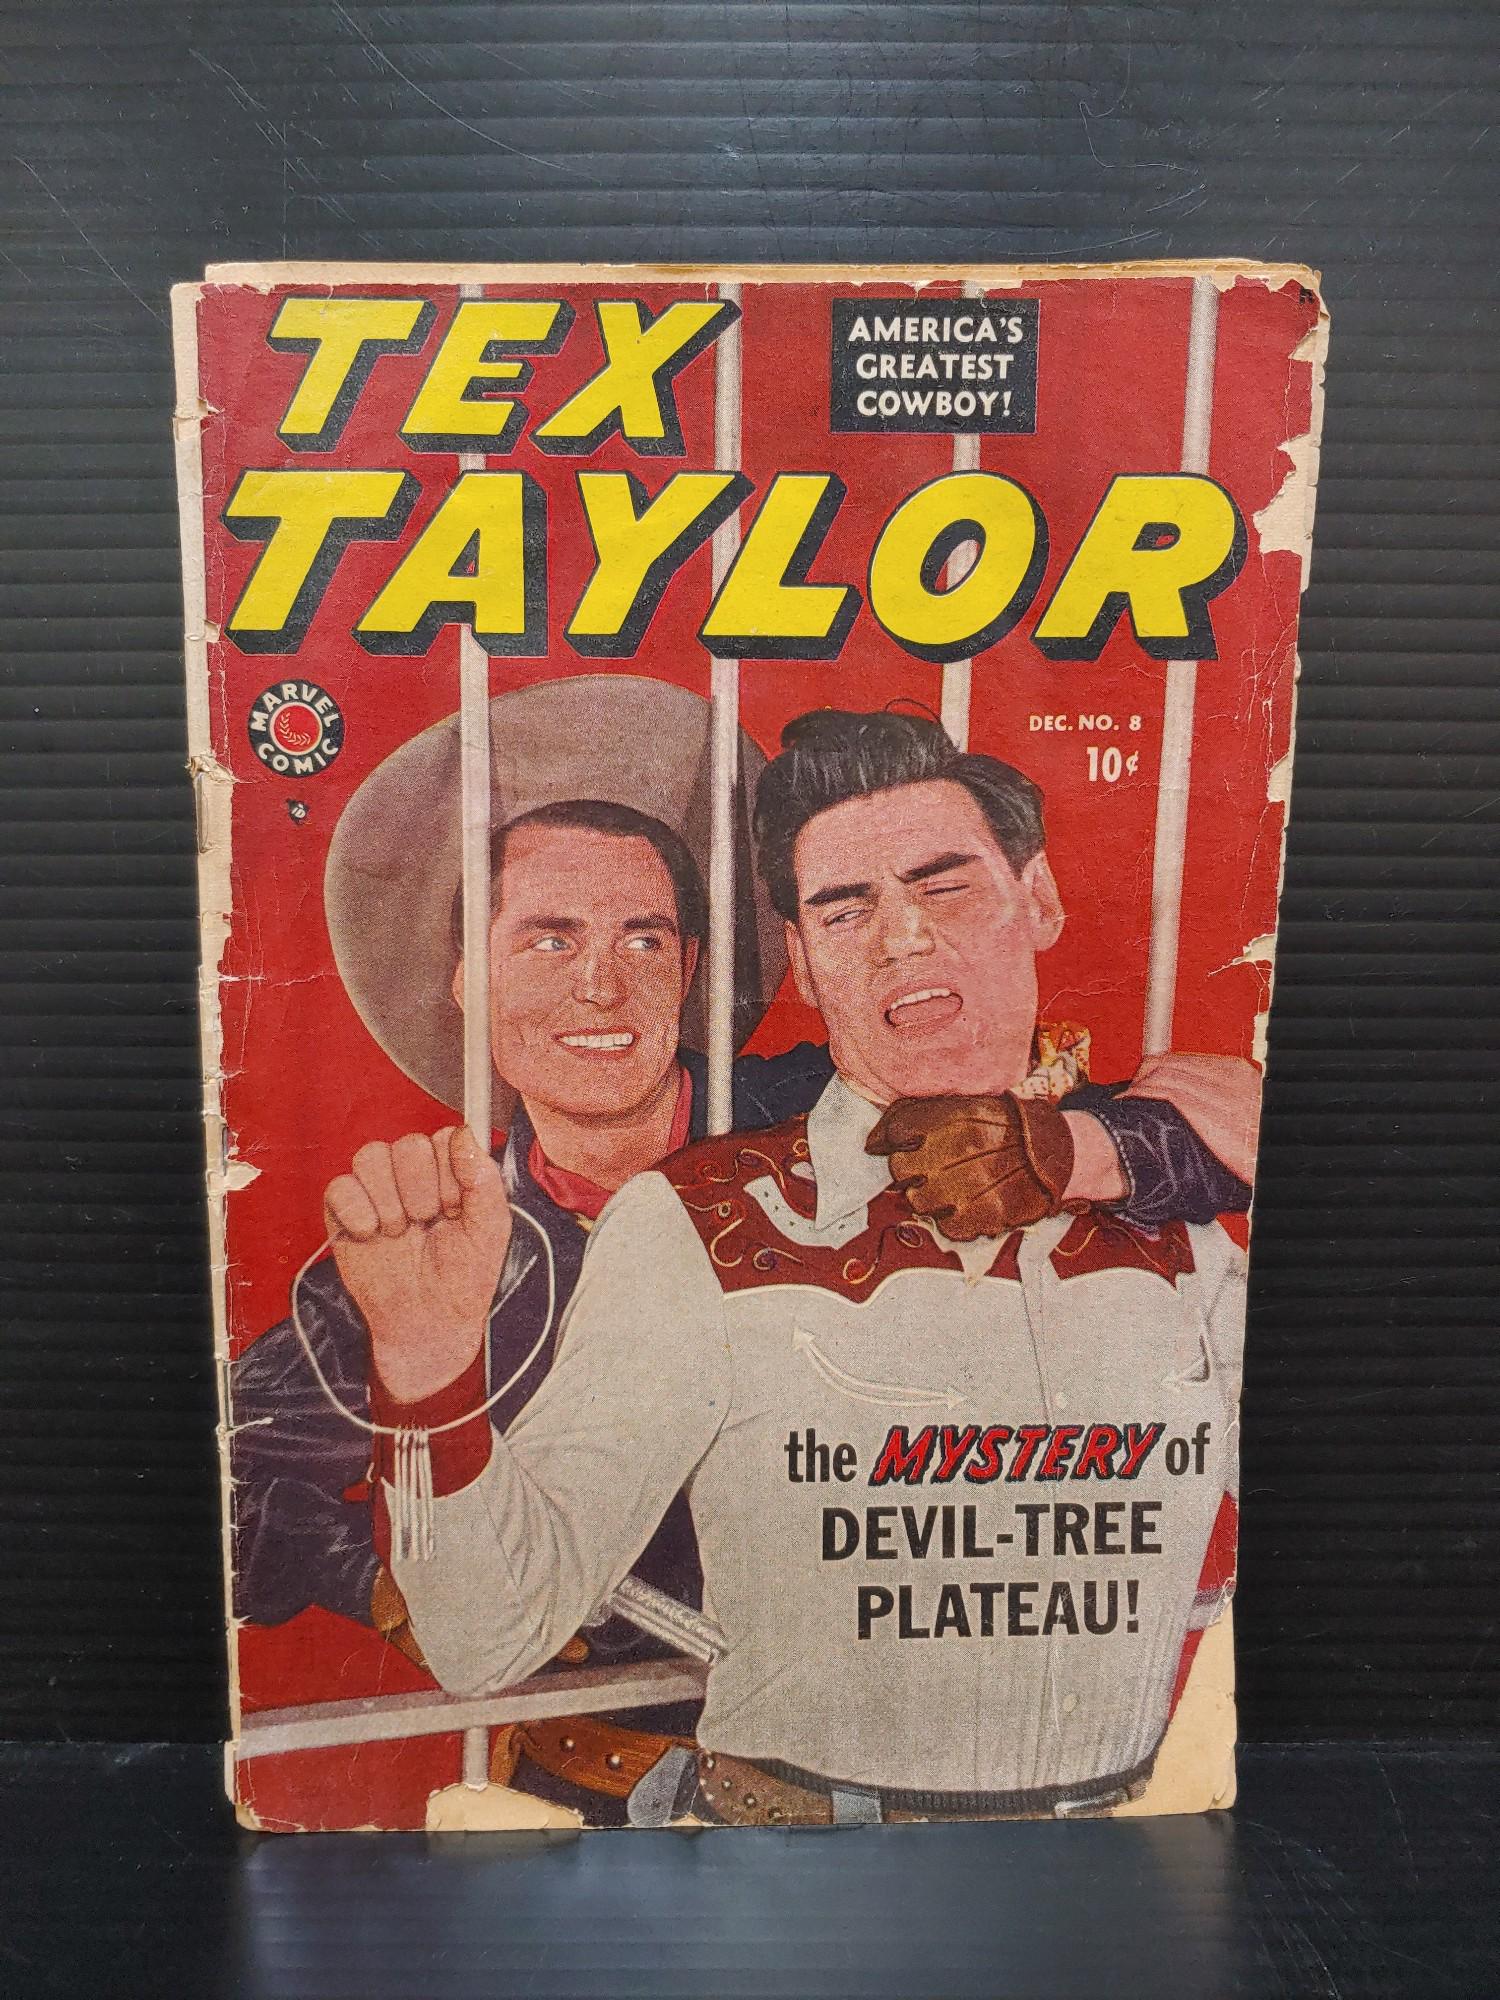 TEX
AMERICA'S
GREATEST
COWBOY!
TAYLOR
MARVEL
COMIC
DEC. NO. 8
10¢
the MYSTERY of
DEVIL-TREE
PLATEAU!